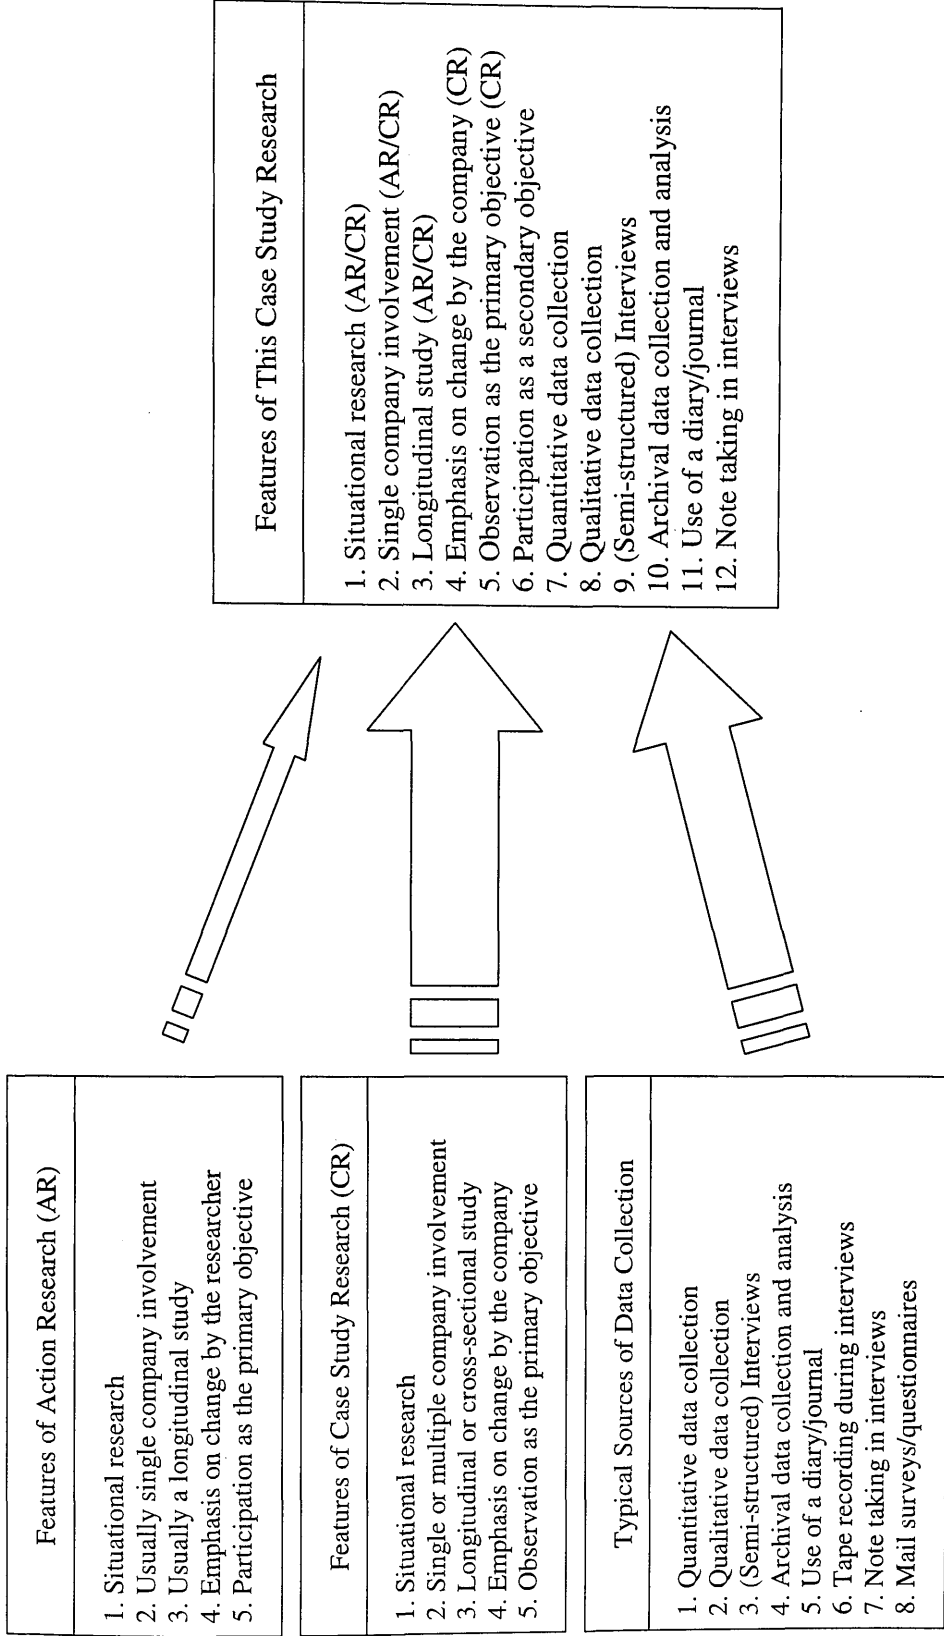 Features of Action Research (AR)
1. Situational research
2. Usually single company involvement
3. Usually a longitudinal study
4. Emphasis on change by the researcher
5. Participation as the primary objective
Features of Case Study Research (CR)
1. Situational research
2. Single or multiple company involvement
3. Longitudinal or cross-sectional study
4. Emphasis on change by the company
5. Observation as the primary objective
Typical Sources of Data Collection
1. Quantitative data collection
2. Qualitative data collection
3. (Semi-structured) Interviews
4. Archival data collection and analysis
5. Use of a diary/journal
6. Tape recording during interviews
7. Note taking in interviews
8. Mail surveys/questionnaires
Features of This Case Study Research
1. Situational research (AR/CR)
2. Single company involvement (AR/CR)
3. Longitudinal study (AR/CR)
4. Emphasis on change by the company (CR)
5. Observation as the primary objective (CR)
6. Participation as a secondary objective
7. Quantitative data collection
8. Qualitative data collection
9. (Semi-structured) Interviews
10. Archival data collection and analysis
11. Use of a diary/journal
12. Note taking in interviews